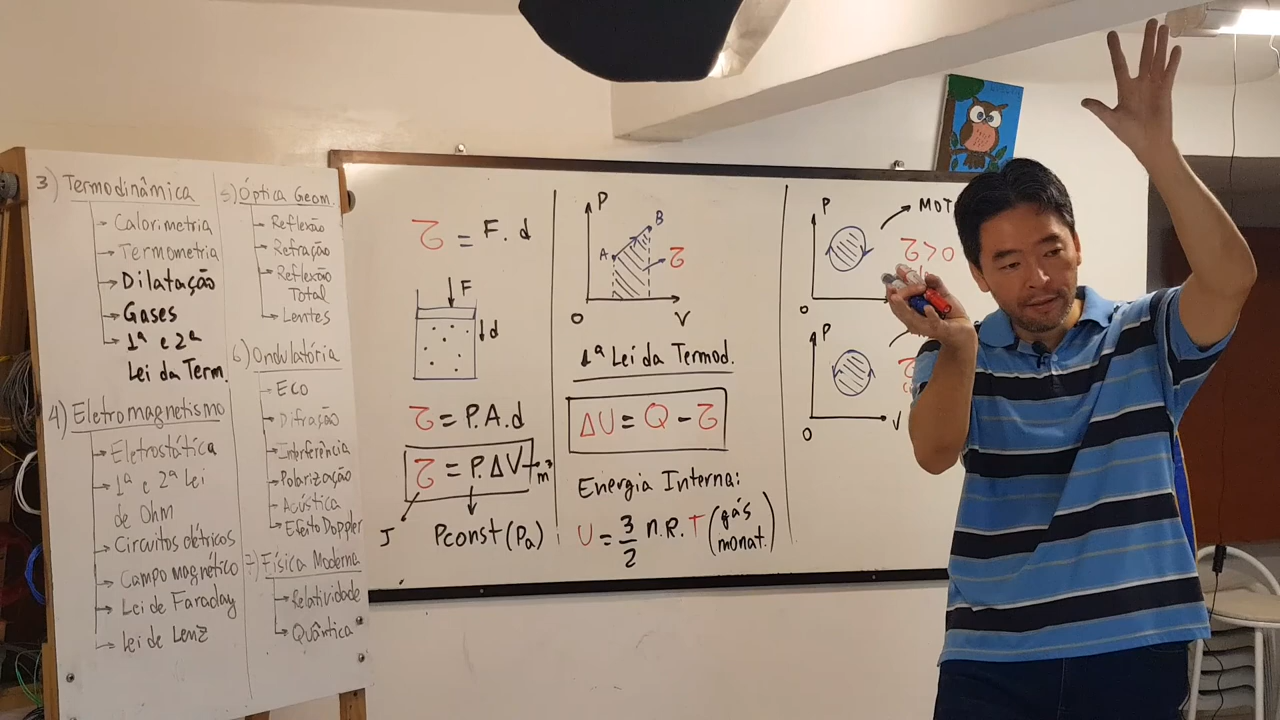 3) Termodinâmica
Calorimetria
Termometria
Dilatação
Gases
1ª e 2ª
Lei da Term.
4) Eletromagnetismo
Eletrostática
1ª e 2ª Lei
de Ohm
Circuitos elétricos
Campo magnético
Lei de Faraday
Lei de Lenz
5) Óptica Geom.
Reflexão
Refração
Reflexão
Total
Lentes
6) Ondulatória
Eco
Difração
Interferência
Polarização
Acústica
Efeito Doppler
7) Física Moderna
Relatividade
Quântica
τ = F. d
F
d
τ = P.A.d
τ = P.ΔV → m³
J
Pconst (Pa)
P
B
A
τ
0
V
1ª Lei da Termod.
ΔU = Q - τ
Energia Interna:
U = 3/2 n.R.T (gás
monat.)
P
MOT
τ > 0
0
P
0
V